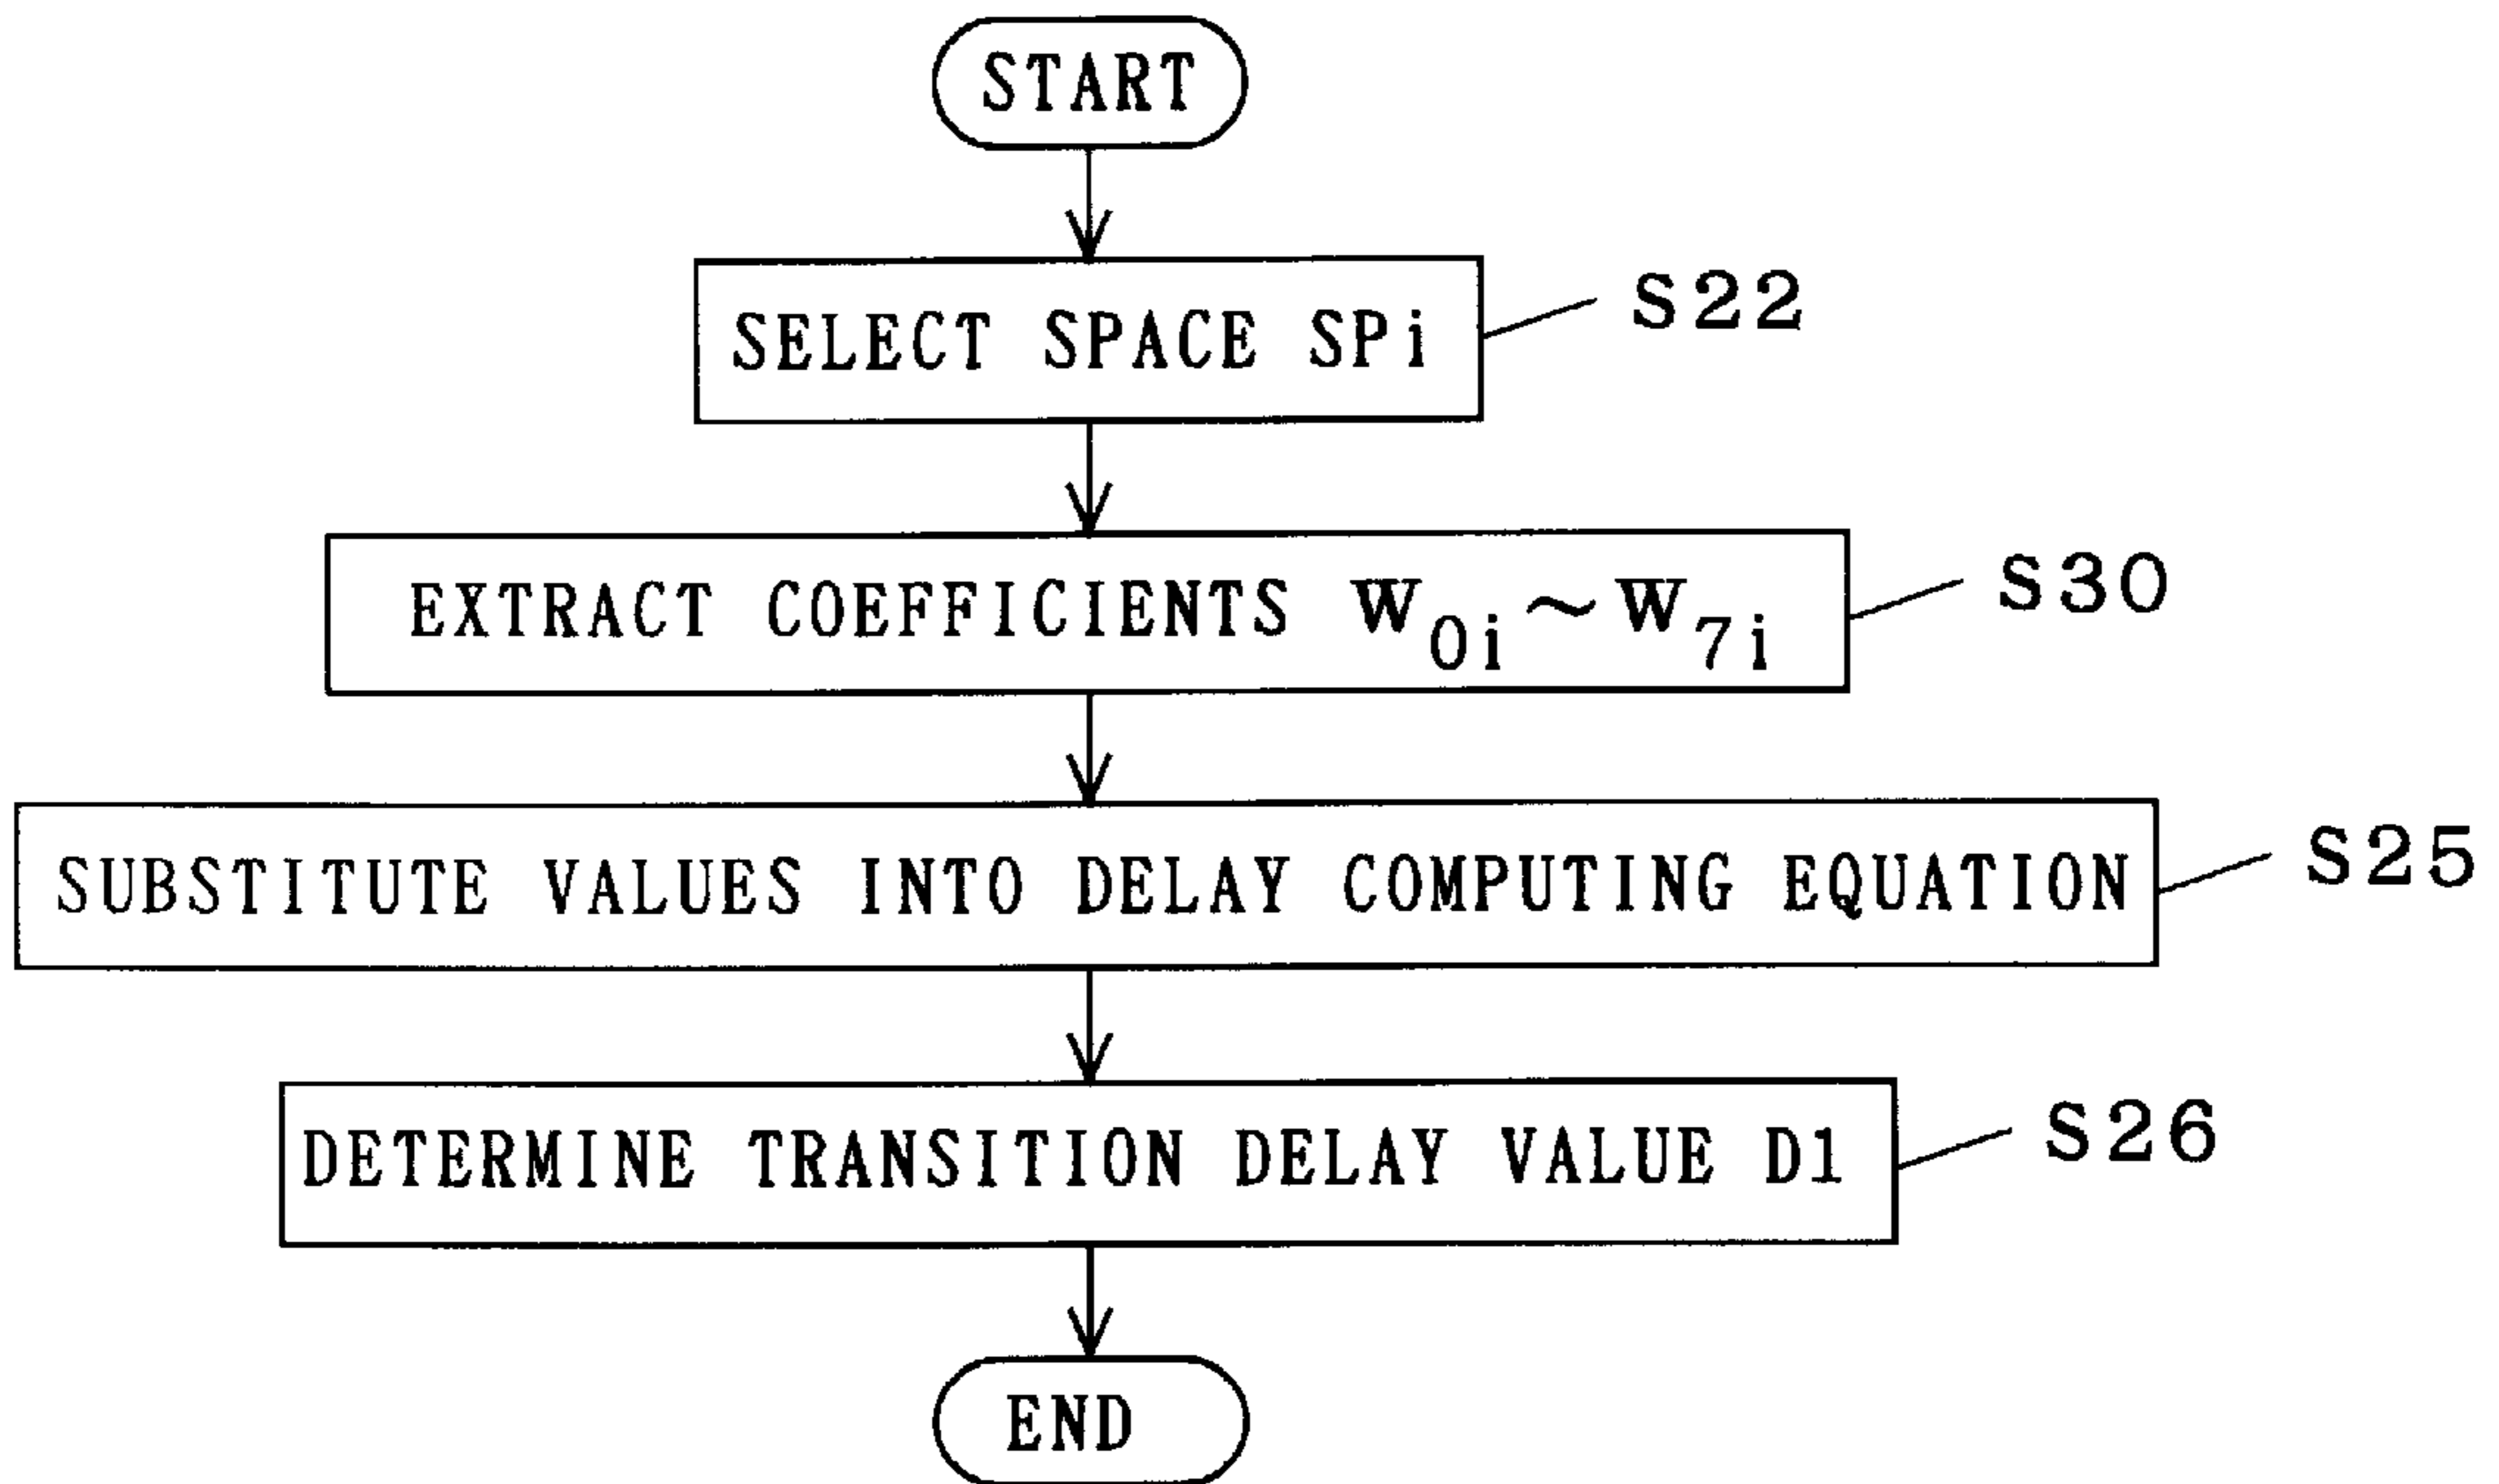 START
SELECT SPACE SPi
S22
EXTRACT COEFFICIENTS W0i~W7i
S30
SUBSTITUTE VALUES INTO DELAY COMPUTING EQUATION
S25
DETERMINE TRANSITION DELAY VALUE D1
S26
END